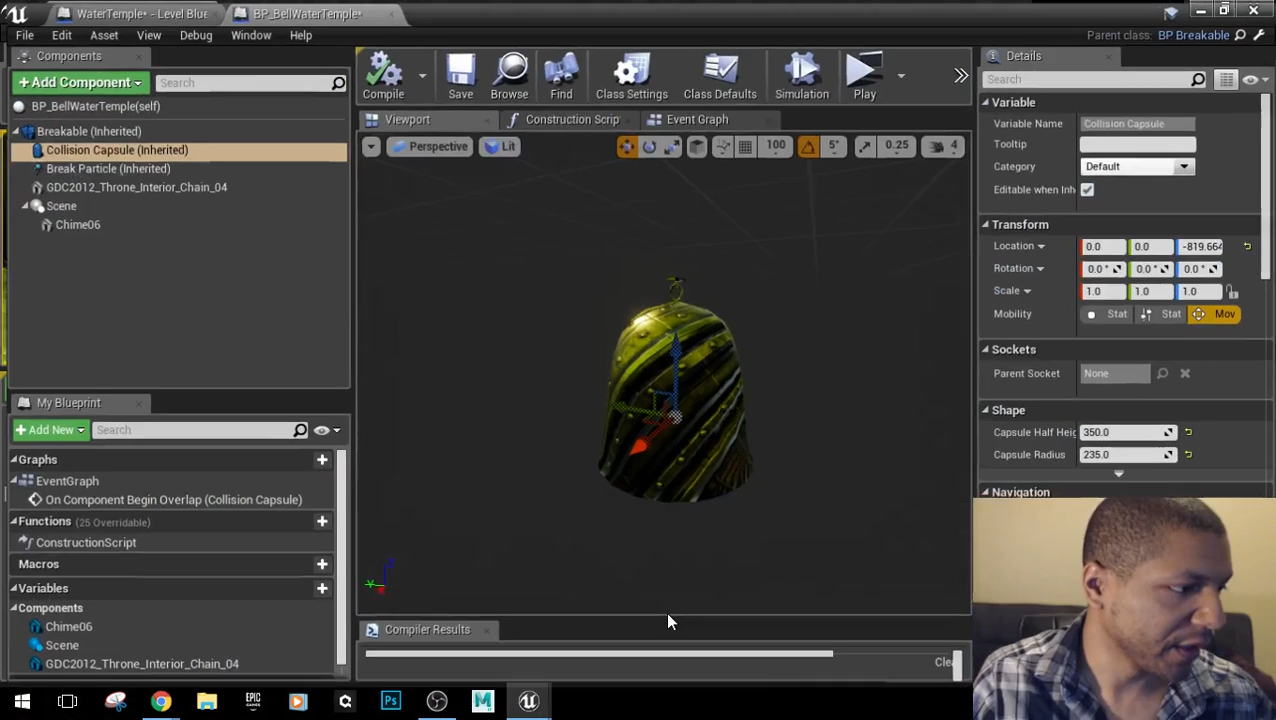 WaterTemple* - Level Blue
BP_BellWaterTemple*
File Edit Asset View Debug Window Help
Parent class: BP Breakable
Components
Details
+ Add Component
Search
Compile
Save
Browse
Find
Class Settings
Class Defaults
Simulation
Play
Search
BP_BellWaterTemple(self)
Variable
Viewport
Construction Scrip
Event Graph
Variable Name Collision Capsule
Breakable (Inherited)
Tooltip
Collision Capsule (Inherited)
Perspective
Lit
100
5°
0.25
4
Category Default
Break Particle (Inherited)
Editable when Inh
GDC2012_Throne_Interior_Chain_04
Scene
Transform
Chime06
Location 0.0 0.0 -819.664
Rotation 0.0 ° 0.0 ° 0.0 °
Scale 1.0 1.0 1.0
Mobility Stat Stat Mov
Sockets
Parent Socket None
My Blueprint
Shape
+ Add New
Search
Capsule Half Heig 350.0
Graphs
Capsule Radius 235.0
EventGraph
On Component Begin Overlap (Collision Capsule)
Navigation
Functions (25 Overridable)
ConstructionScript
Macros
Variables
Components
Chime06
Compiler Results
Scene
GDC2012_Throne_Interior_Chain_04
Clea
EPIC GAMES
Ps
M